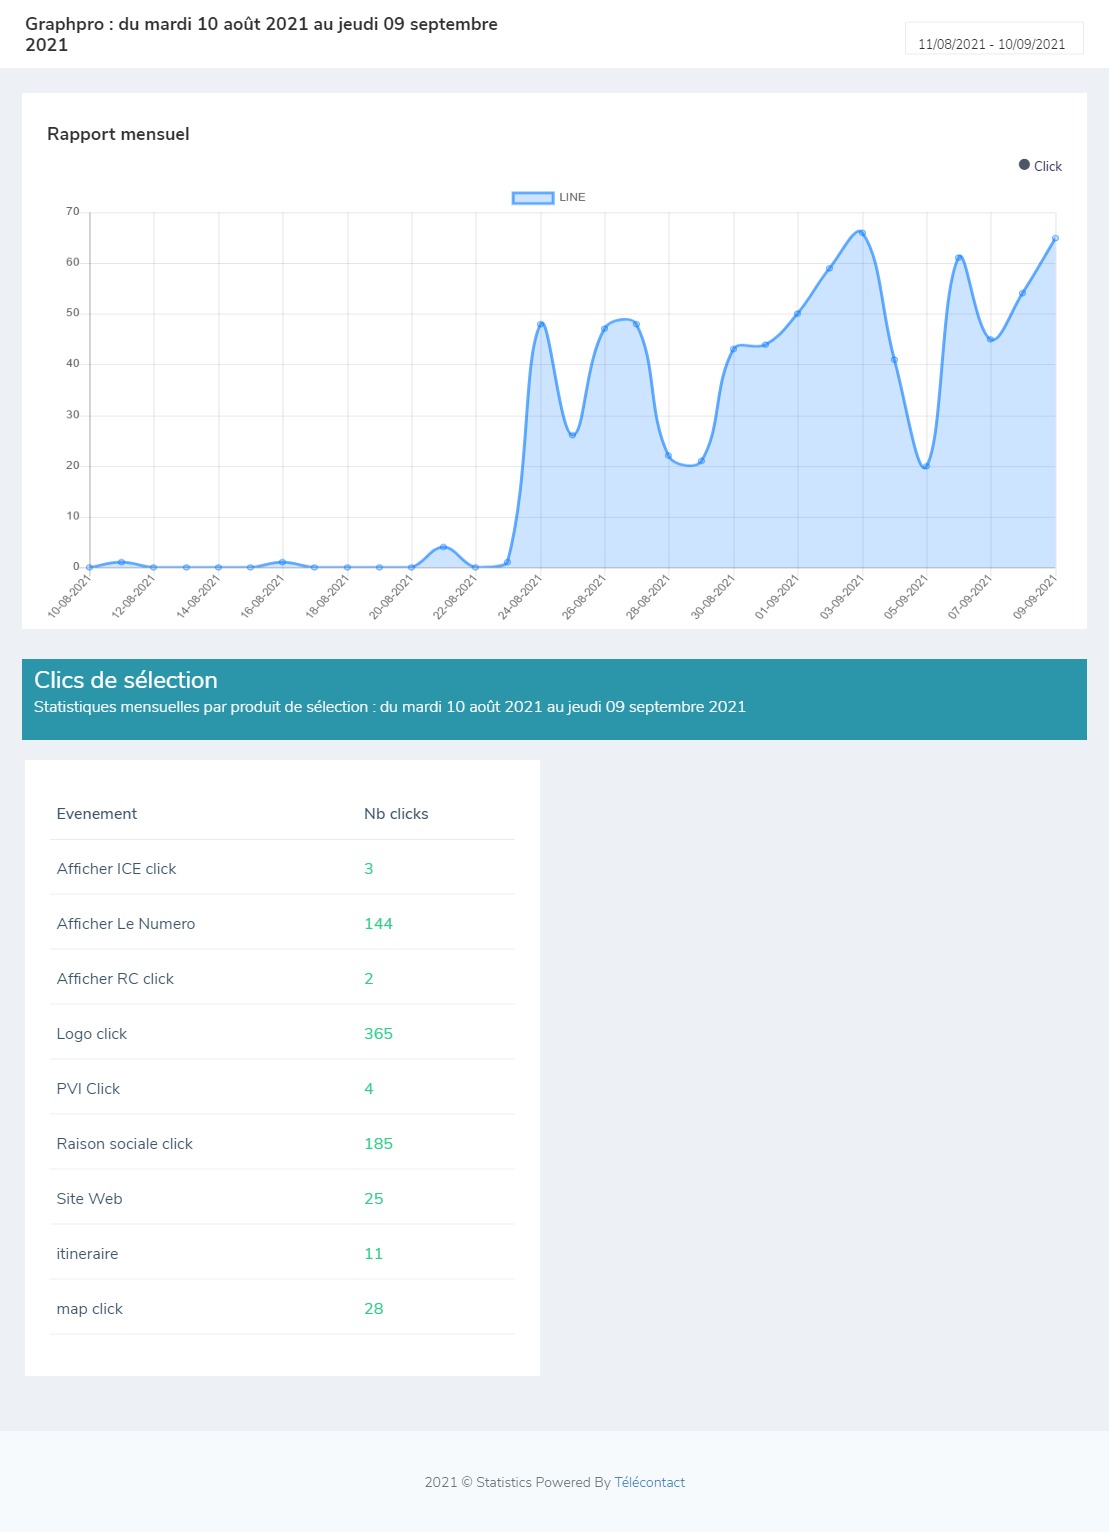 Graphpro : du mardi 10 août 2021 au jeudi 09 septembre
2021
11/08/2021 - 10/09/2021
Rapport mensuel
Click
LINE
70
60
50
40
30
20
10
0
10-08-2021
12-08-2021
14-08-2021
16-08-2021
18-08-2021
20-08-2021
22-08-2021
24-08-2021
26-08-2021
28-08-2021
30-08-2021
01-09-2021
03-09-2021
05-09-2021
07-09-2021
09-09-2021
Clics de sélection
Statistiques mensuelles par produit de sélection : du mardi 10 août 2021 au jeudi 09 septembre 2021
Evenement Nb clicks
Afficher ICE click 3
Afficher Le Numero 144
Afficher RC click 2
Logo click 365
PVI Click 4
Raison sociale click 185
Site Web 25
itineraire 11
map click 28
2021 © Statistics Powered By Télécontact